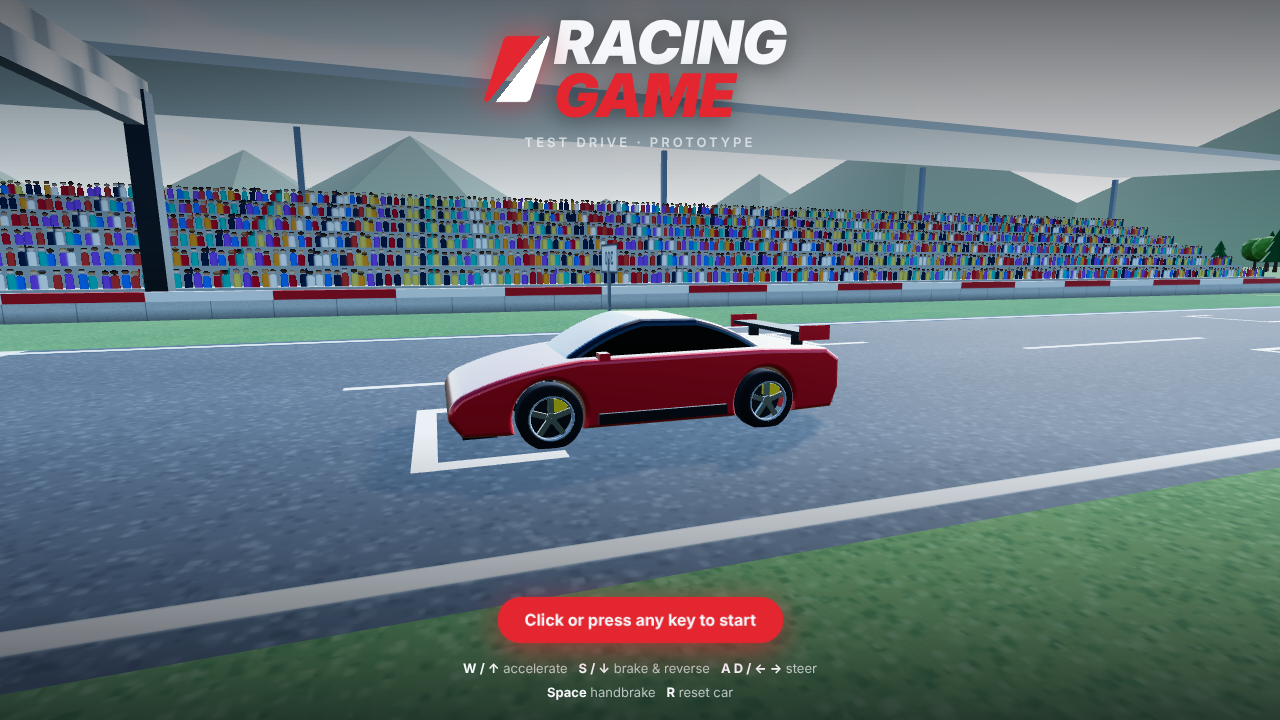 RACING
GAME
TEST DRIVE · PROTOTYPE
Click or press any key to start
W / ↑ accelerate S / ↓ brake & reverse A D / ← → steer
Space handbrake R reset car